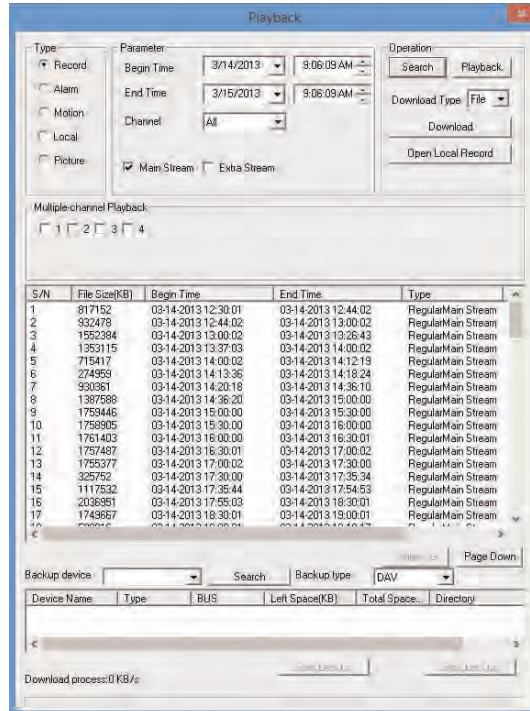 Playback
Type
Record
Alarm
Motion
Local
Picture
Parameter
Begin Time 3/14/2013 9:06:09 AM
End Time 3/15/2013 9:06:09 AM
Channel All
Main Stream Extra Stream
Operation
Search Playback
Download Type File
Download
Open Local Record
Multiple-channel Playback
1 2 3 4
S/N File Size(KB) Begin Time End Time Type
1 817152 03-14-2013 12:30:01 03-14-2013 12:44:02 RegularMain Stream
2 932478 03-14-2013 12:44:02 03-14-2013 13:00:02 RegularMain Stream
3 1552384 03-14-2013 13:00:02 03-14-2013 13:26:43 RegularMain Stream
4 1353115 03-14-2013 13:37:03 03-14-2013 14:00:02 RegularMain Stream
5 715417 03-14-2013 14:00:02 03-14-2013 14:12:19 RegularMain Stream
6 274959 03-14-2013 14:13:36 03-14-2013 14:18:24 RegularMain Stream
7 930361 03-14-2013 14:20:18 03-14-2013 14:36:10 RegularMain Stream
8 1387588 03-14-2013 14:36:20 03-14-2013 15:00:00 RegularMain Stream
9 1759446 03-14-2013 15:00:00 03-14-2013 15:30:00 RegularMain Stream
10 1758905 03-14-2013 15:30:00 03-14-2013 16:00:00 RegularMain Stream
11 1761403 03-14-2013 16:00:00 03-14-2013 16:30:01 RegularMain Stream
12 1757487 03-14-2013 16:30:01 03-14-2013 17:00:02 RegularMain Stream
13 1755377 03-14-2013 17:00:02 03-14-2013 17:30:00 RegularMain Stream
14 325752 03-14-2013 17:30:00 03-14-2013 17:35:34 RegularMain Stream
15 1117532 03-14-2013 17:35:44 03-14-2013 17:54:53 RegularMain Stream
16 2036951 03-14-2013 17:55:03 03-14-2013 18:30:01 RegularMain Stream
17 1749667 03-14-2013 18:30:01 03-14-2013 19:00:01 RegularMain Stream
Page Down
Backup device Search Backup type DAV
Device Name Type BUS Left Space(KB) Total Space... Directory
Download process:0 KB/s